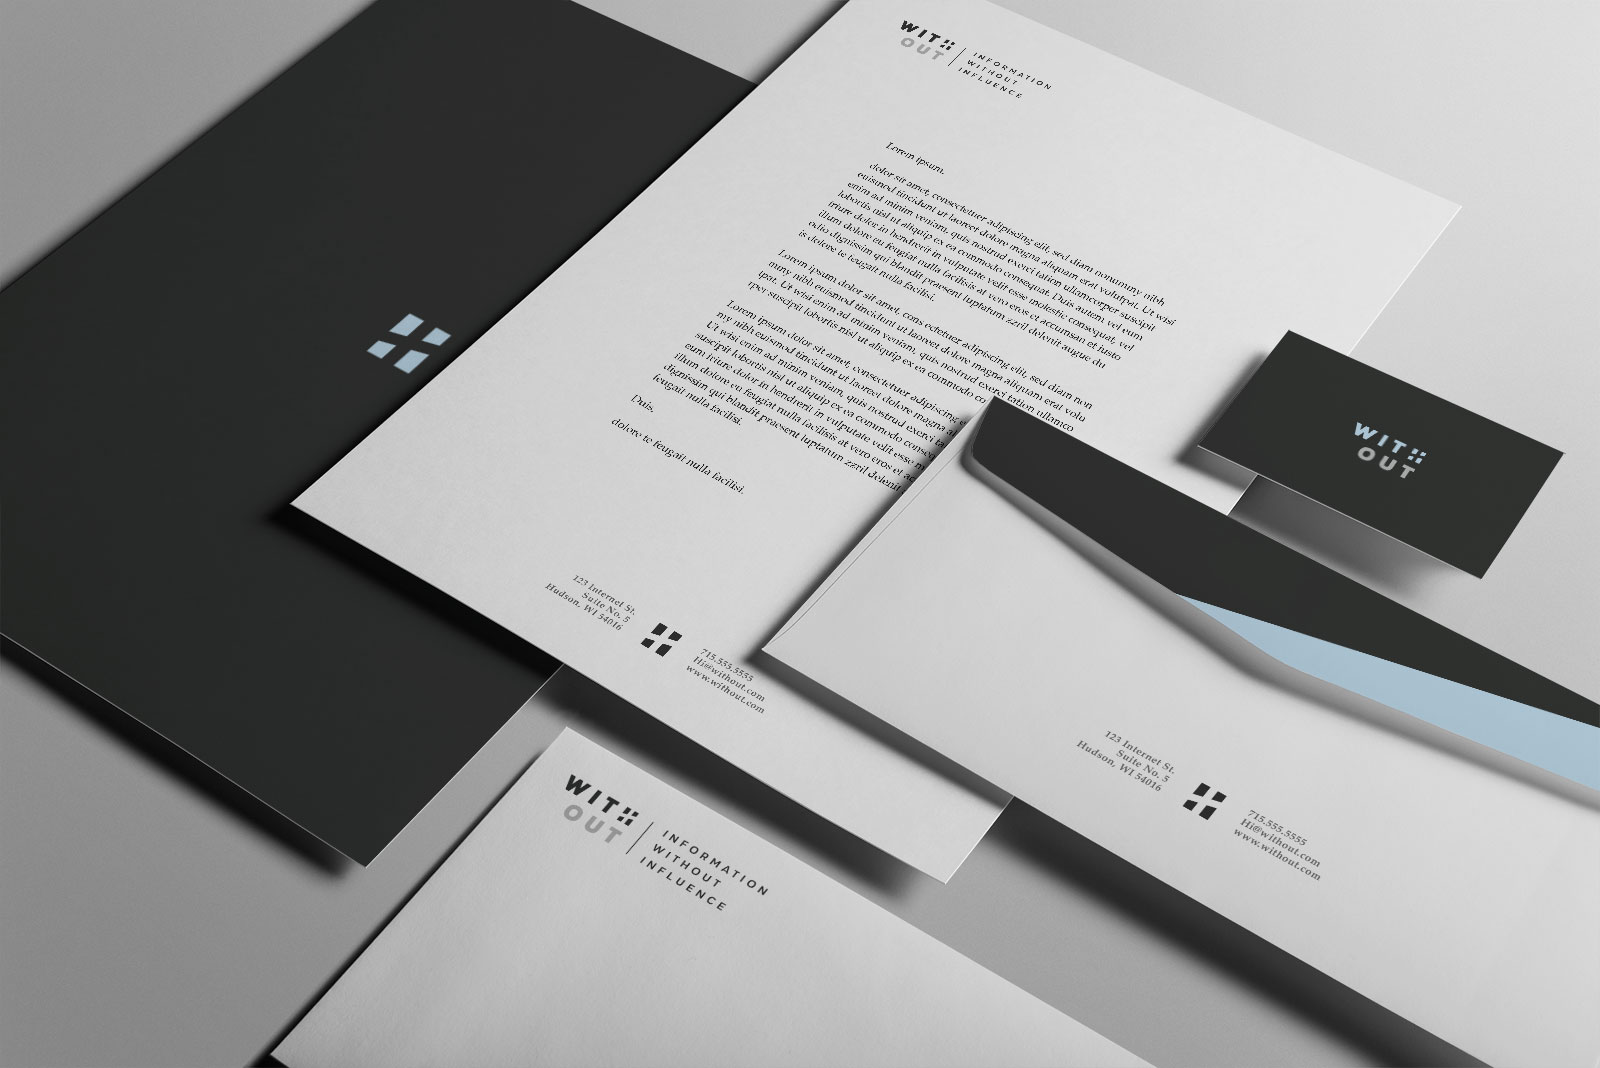 WITH
OUT
INFORMATION
WITHOUT
INFLUENCE
Lorem ipsum,
dolor sit amet, consectetuer adipiscing elit, sed diam nonummy nibh
euismod tincidunt ut laoreet dolore magna aliquam erat volutpat. Ut wisi
enim ad minim veniam, quis nostrud exerci tation ullamcorper suscipit
lobortis nisl ut aliquip ex ea commodo consequat. Duis autem vel eum
iriure dolor in hendrerit in vulputate velit esse molestie consequat, vel
illum dolore eu feugiat nulla facilisis at vero eros et accumsan et iusto
odio dignissim qui blandit praesent luptatum zzril delenit augue du
is dolore te feugait nulla facilisi.
Lorem ipsum dolor sit amet, cons ectetuer adipiscing elit, sed diam non
mmy nibh euismod tincidunt ut laoreet dolore magna aliquam erat volu
tpat. Ut wisi enim ad minim veniam, quis nostrud exerci tation ullamco
rper suscipit lobortis nisl ut aliquip ex ea commodo co
Lorem ipsum dolor sit amet, consectetuer adipiscing
my nibh euismod tincidunt ut laoreet dolore magna a
Ut wisi enim ad minim veniam, quis nostrud exerci ta
suscipit lobortis nisl ut aliquip ex ea commodo conseq
eum iriure dolor in hendrerit in vulputate velit esse m
illum dolore eu feugiat nulla facilisis at vero eros et ac
dignissim qui blandit praesent luptatum zzril delenit
feugait nulla facilisi.
Duis,
dolore te feugait nulla facilisi.
123 Internet St.
Suite No. 5
Hudson, WI 54016
715.555.5555
Hi@without.com
www.without.com
WITH
OUT
123 Internet St.
Suite No. 5
Hudson, WI 54016
715.555.5555
Hi@without.com
www.without.com
WITH
OUT
INFORMATION
WITHOUT
INFLUENCE